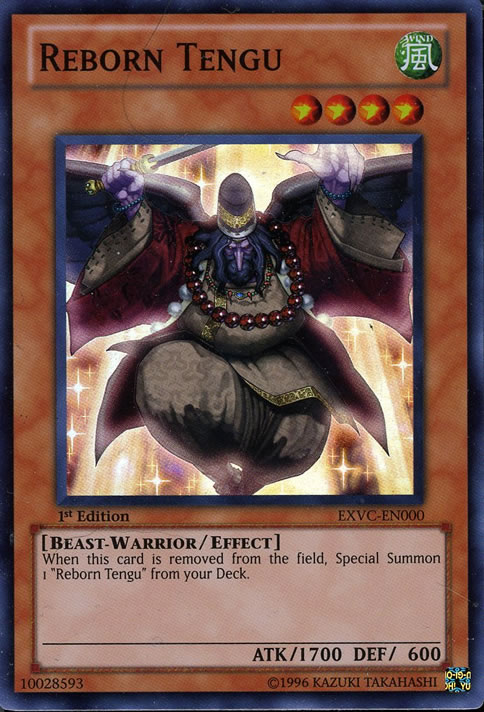 REBORN TENGU
WIND
風
1st Edition
EXVC-EN000
[BEAST-WARRIOR/EFFECT]
When this card is removed from the field, Special Summon
1 "Reborn Tengu" from your Deck.
ATK/1700 DEF/ 600
10028593
©1996 KAZUKI TAKAHASHI